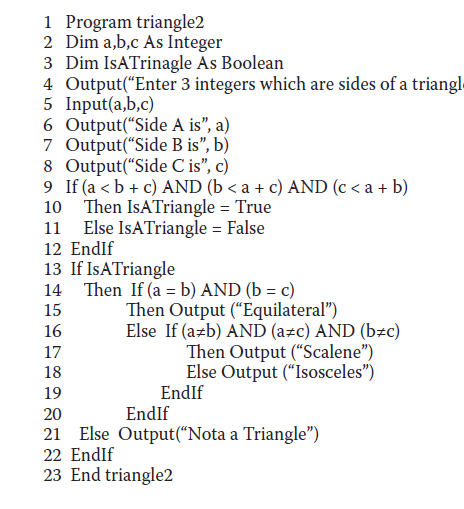 1 Program triangle2
2 Dim a,b,c As Integer
3 Dim IsATrinagle As Boolean
4 Output(“Enter 3 integers which are sides of a triangl
5 Input(a,b,c)
6 Output(“Side A is”, a)
7 Output(“Side B is”, b)
8 Output(“Side C is”, c)
9 If (a < b + c) AND (b < a + c) AND (c < a + b)
10 Then IsATriangle = True
11 Else IsATriangle = False
12 EndIf
13 If IsATriangle
14 Then If (a = b) AND (b = c)
15 Then Output (“Equilateral”)
16 Else If (a≠b) AND (a≠c) AND (b≠c)
17 Then Output (“Scalene”)
18 Else Output (“Isosceles”)
19 EndIf
20 EndIf
21 Else Output(“Nota a Triangle”)
22 EndIf
23 End triangle2